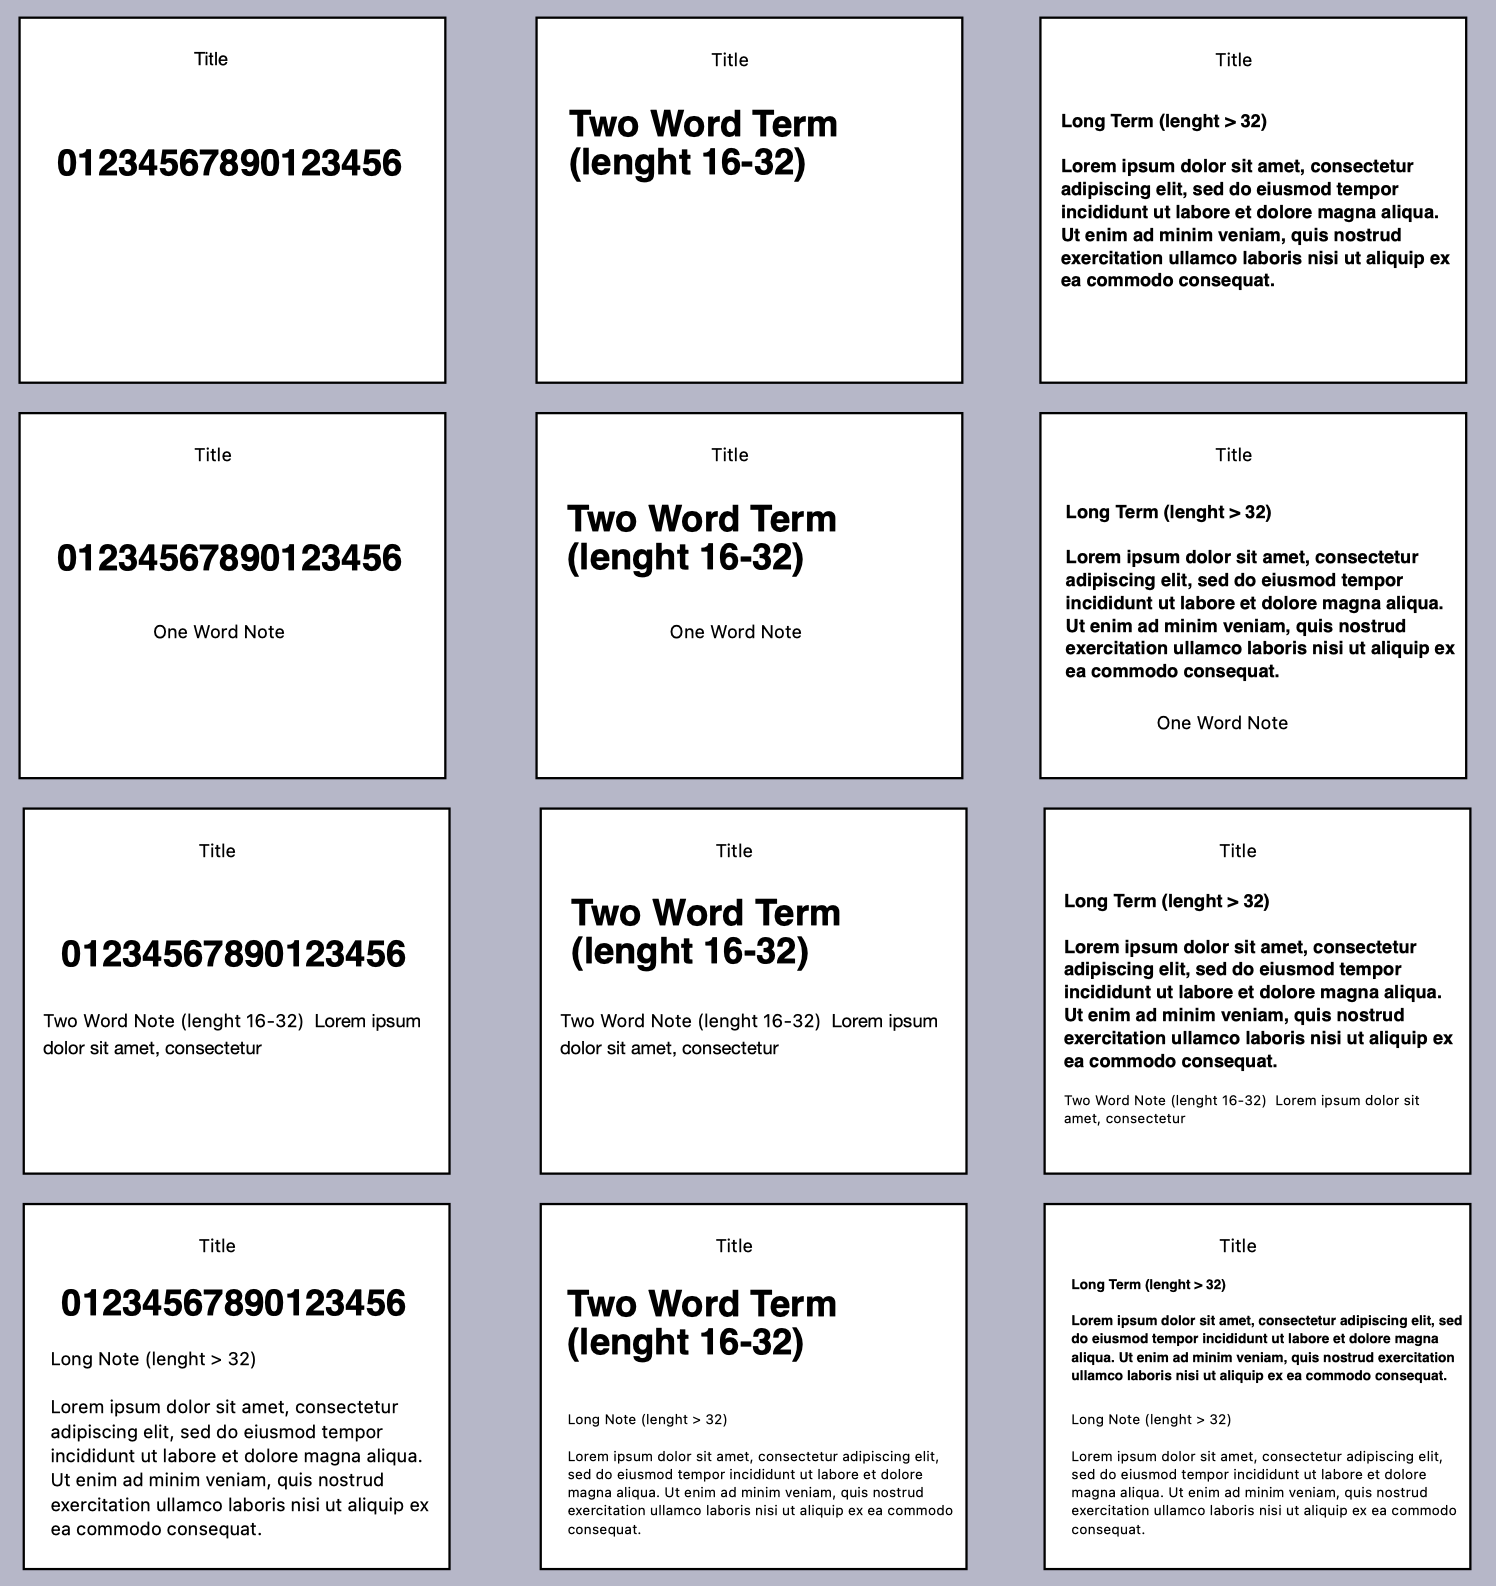 Title
01234567890123456
Title
Two Word Term
(lenght 16-32)
Title
Long Term (lenght > 32)
Lorem ipsum dolor sit amet, consectetur
adipiscing elit, sed do eiusmod tempor
incididunt ut labore et dolore magna aliqua.
Ut enim ad minim veniam, quis nostrud
exercitation ullamco laboris nisi ut aliquip ex
ea commodo consequat.
Title
01234567890123456
One Word Note
Title
Two Word Term
(lenght 16-32)
One Word Note
Title
Long Term (lenght > 32)
Lorem ipsum dolor sit amet, consectetur
adipiscing elit, sed do eiusmod tempor
incididunt ut labore et dolore magna aliqua.
Ut enim ad minim veniam, quis nostrud
exercitation ullamco laboris nisi ut aliquip ex
ea commodo consequat.
One Word Note
Title
01234567890123456
Two Word Note (lenght 16-32)  Lorem ipsum
dolor sit amet, consectetur
Title
Two Word Term
(lenght 16-32)
Two Word Note (lenght 16-32)  Lorem ipsum
dolor sit amet, consectetur
Title
Long Term (lenght > 32)
Lorem ipsum dolor sit amet, consectetur
adipiscing elit, sed do eiusmod tempor
incididunt ut labore et dolore magna aliqua.
Ut enim ad minim veniam, quis nostrud
exercitation ullamco laboris nisi ut aliquip ex
ea commodo consequat.
Two Word Note (lenght 16-32)  Lorem ipsum dolor sit
amet, consectetur
Title
01234567890123456
Long Note (lenght > 32)
Lorem ipsum dolor sit amet, consectetur
adipiscing elit, sed do eiusmod tempor
incididunt ut labore et dolore magna aliqua.
Ut enim ad minim veniam, quis nostrud
exercitation ullamco laboris nisi ut aliquip ex
ea commodo consequat.
Title
Two Word Term
(lenght 16-32)
Long Note (lenght > 32)
Lorem ipsum dolor sit amet, consectetur adipiscing elit,
sed do eiusmod tempor incididunt ut labore et dolore
magna aliqua. Ut enim ad minim veniam, quis nostrud
exercitation ullamco laboris nisi ut aliquip ex ea commodo
consequat.
Title
Long Term (lenght > 32)
Lorem ipsum dolor sit amet, consectetur adipiscing elit, sed
do eiusmod tempor incididunt ut labore et dolore magna
aliqua. Ut enim ad minim veniam, quis nostrud exercitation
ullamco laboris nisi ut aliquip ex ea commodo consequat.
Long Note (lenght > 32)
Lorem ipsum dolor sit amet, consectetur adipiscing elit,
sed do eiusmod tempor incididunt ut labore et dolore
magna aliqua. Ut enim ad minim veniam, quis nostrud
exercitation ullamco laboris nisi ut aliquip ex ea commodo
consequat.